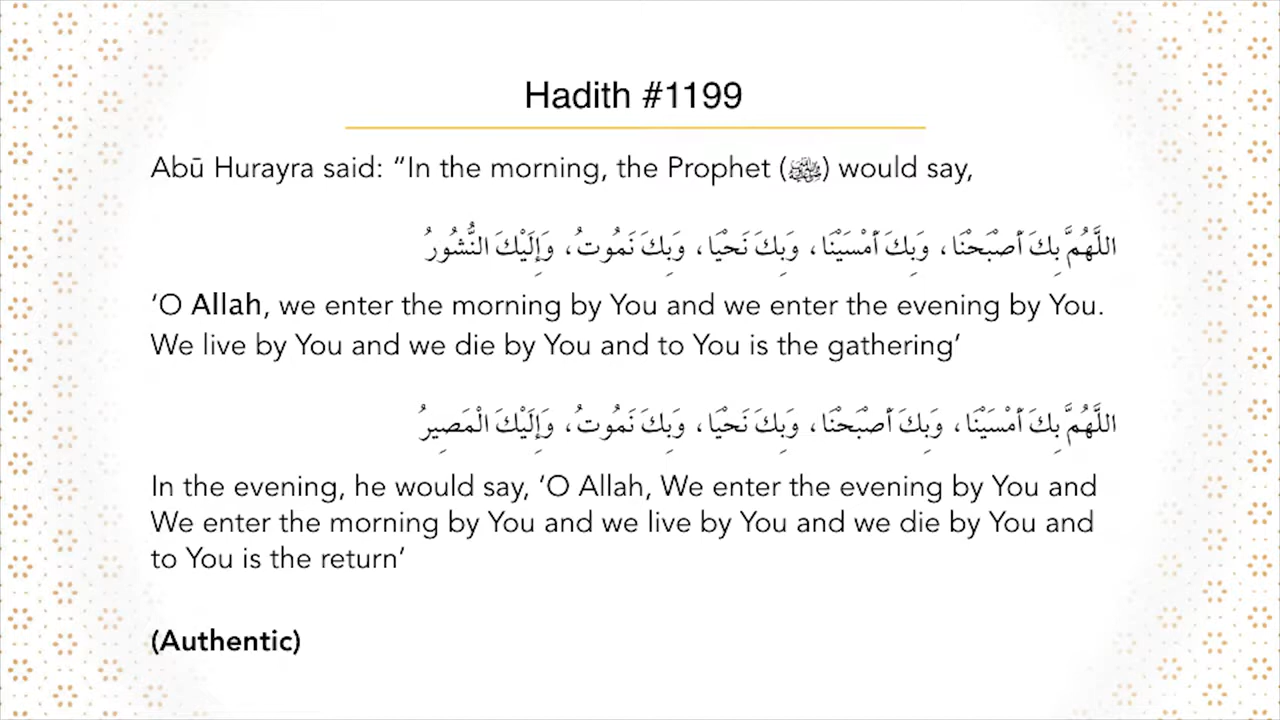 Hadith #1199
Abū Hurayra said: “In the morning, the Prophet (ﷺ) would say,
اللَّهُمَّ بِكَ أَصْبَحْنَا، وَبِكَ أَمْسَيْنَا، وَبِكَ نَحْيَا، وَبِكَ نَمُوتُ، وَإِلَيْكَ النُّشُورُ
‘O Allah, we enter the morning by You and we enter the evening by You.
We live by You and we die by You and to You is the gathering’
اللَّهُمَّ بِكَ أَمْسَيْنَا، وَبِكَ أَصْبَحْنَا، وَبِكَ نَحْيَا، وَبِكَ نَمُوتُ، وَإِلَيْكَ الْمَصِيرُ
In the evening, he would say, ‘O Allah, We enter the evening by You and
We enter the morning by You and we live by You and we die by You and
to You is the return’
(Authentic)